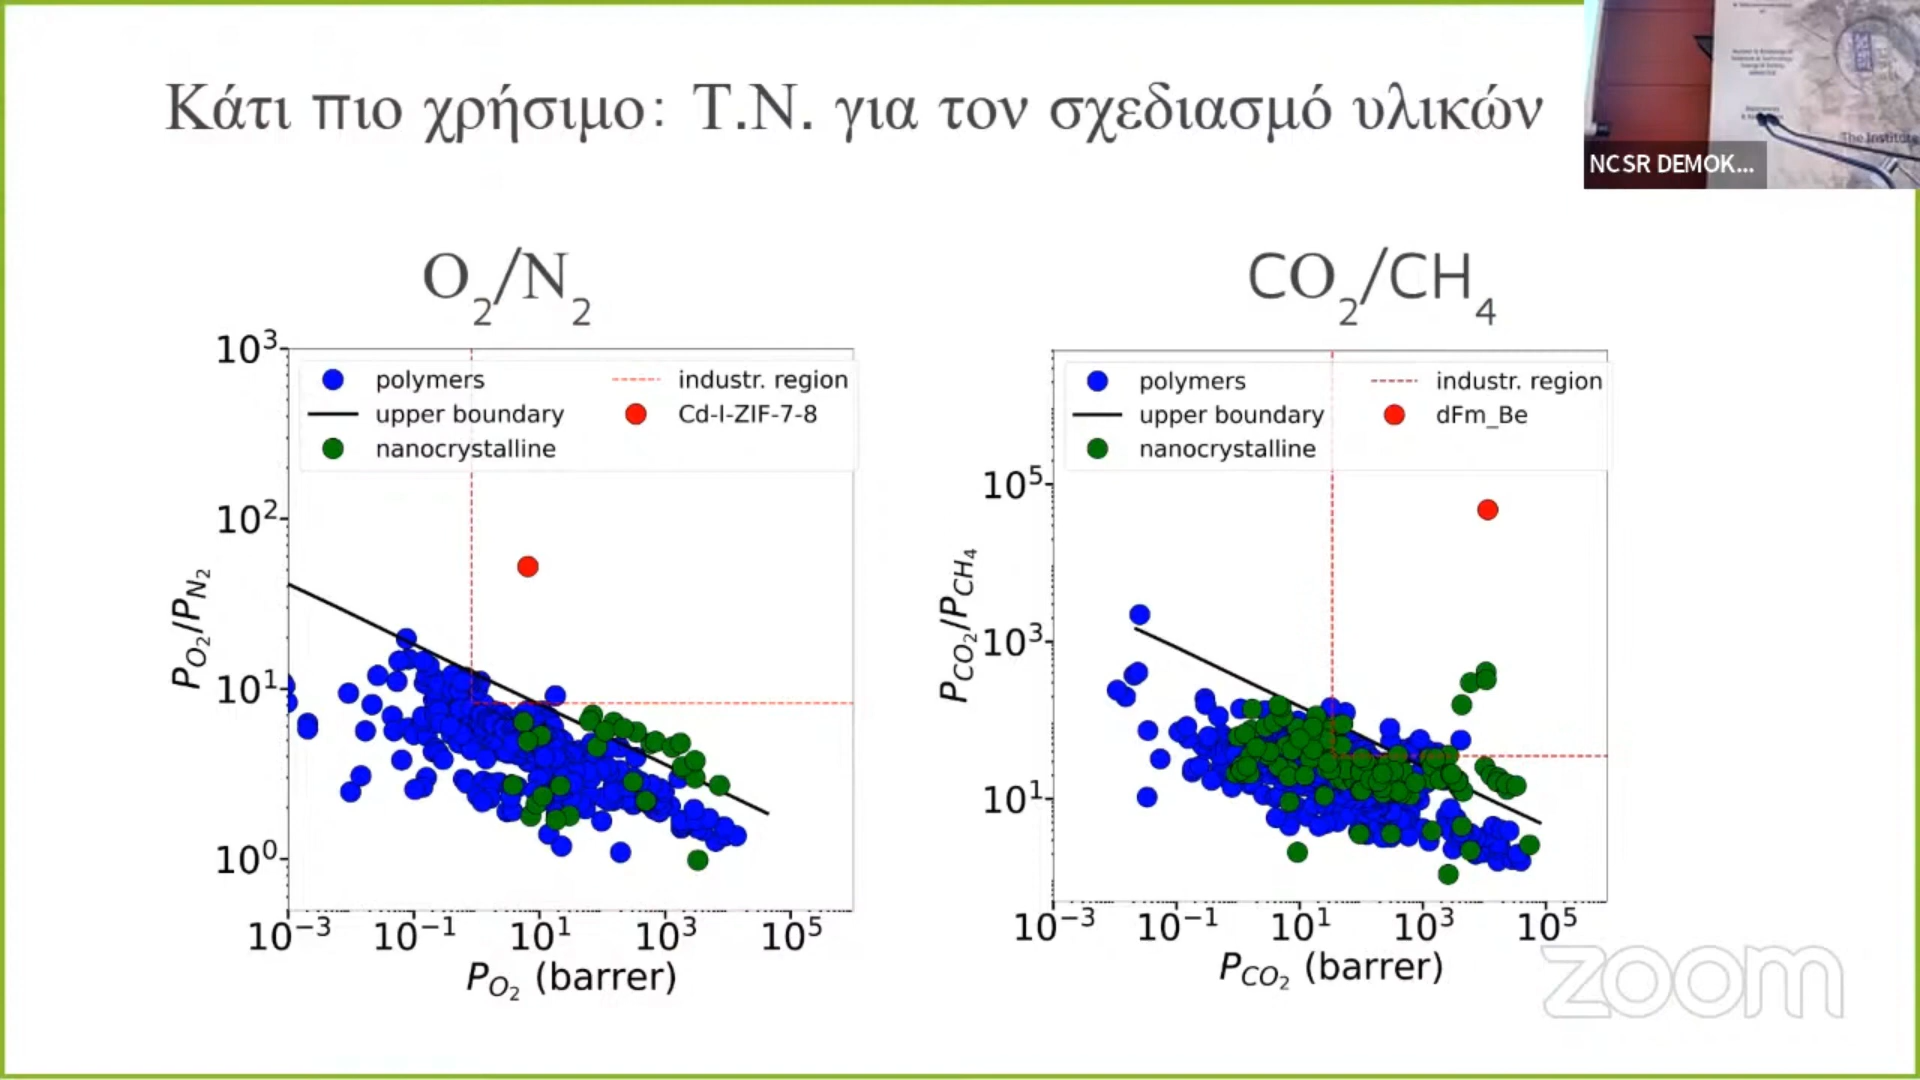 Κάτι πιο χρήσιμο: Τ.Ν. για τον σχεδιασμό υλικών
NCSR DEMOK...
The Institute
O2/N2
10^3
10^2
10^1
10^0
P_O2/P_N2
polymers
upper boundary
nanocrystalline
industr. region
Cd-I-ZIF-7-8
10^-3 10^-1 10^1 10^3 10^5
P_O2 (barrer)
CO2/CH4
10^5
10^3
10^1
P_CO2/P_CH4
polymers
upper boundary
nanocrystalline
industr. region
dFm_Be
10^-3 10^-1 10^1 10^3 10^5
P_CO2 (barrer)
zoom